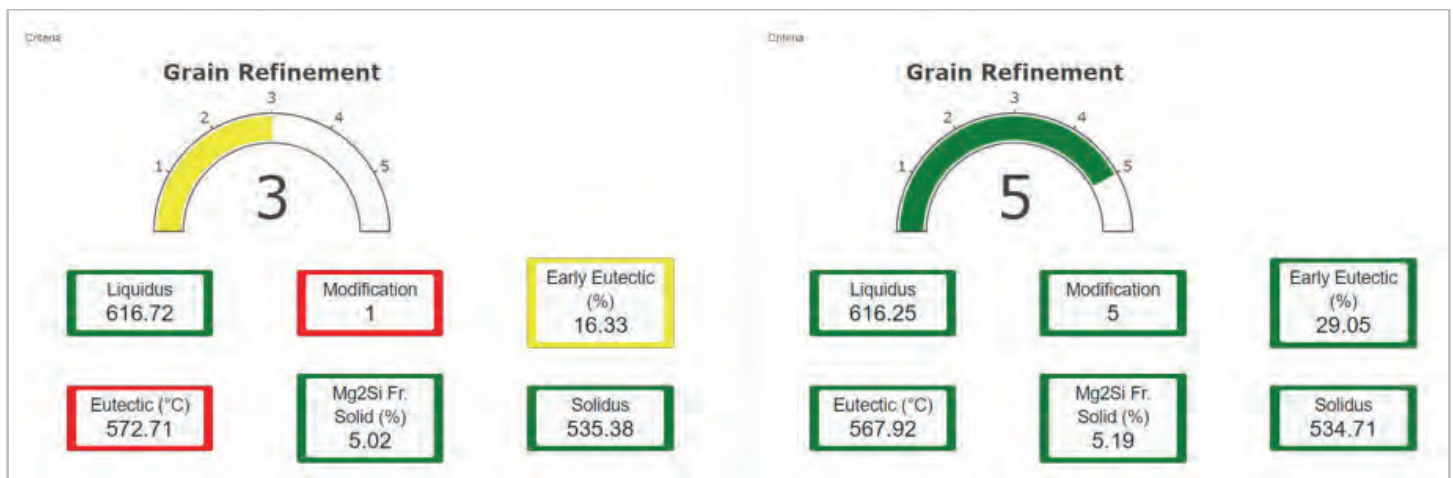 Criteria
Grain Refinement
1
2
3
4
5
3
Liquidus
616.72
Modification
1
Early Eutectic
(%)
16.33
Eutectic (°C)
572.71
Mg2Si Fr.
Solid (%)
5.02
Solidus
535.38
Criteria
Grain Refinement
1
2
3
4
5
5
Liquidus
616.25
Modification
5
Early Eutectic
(%)
29.05
Eutectic (°C)
567.92
Mg2Si Fr.
Solid (%)
5.19
Solidus
534.71